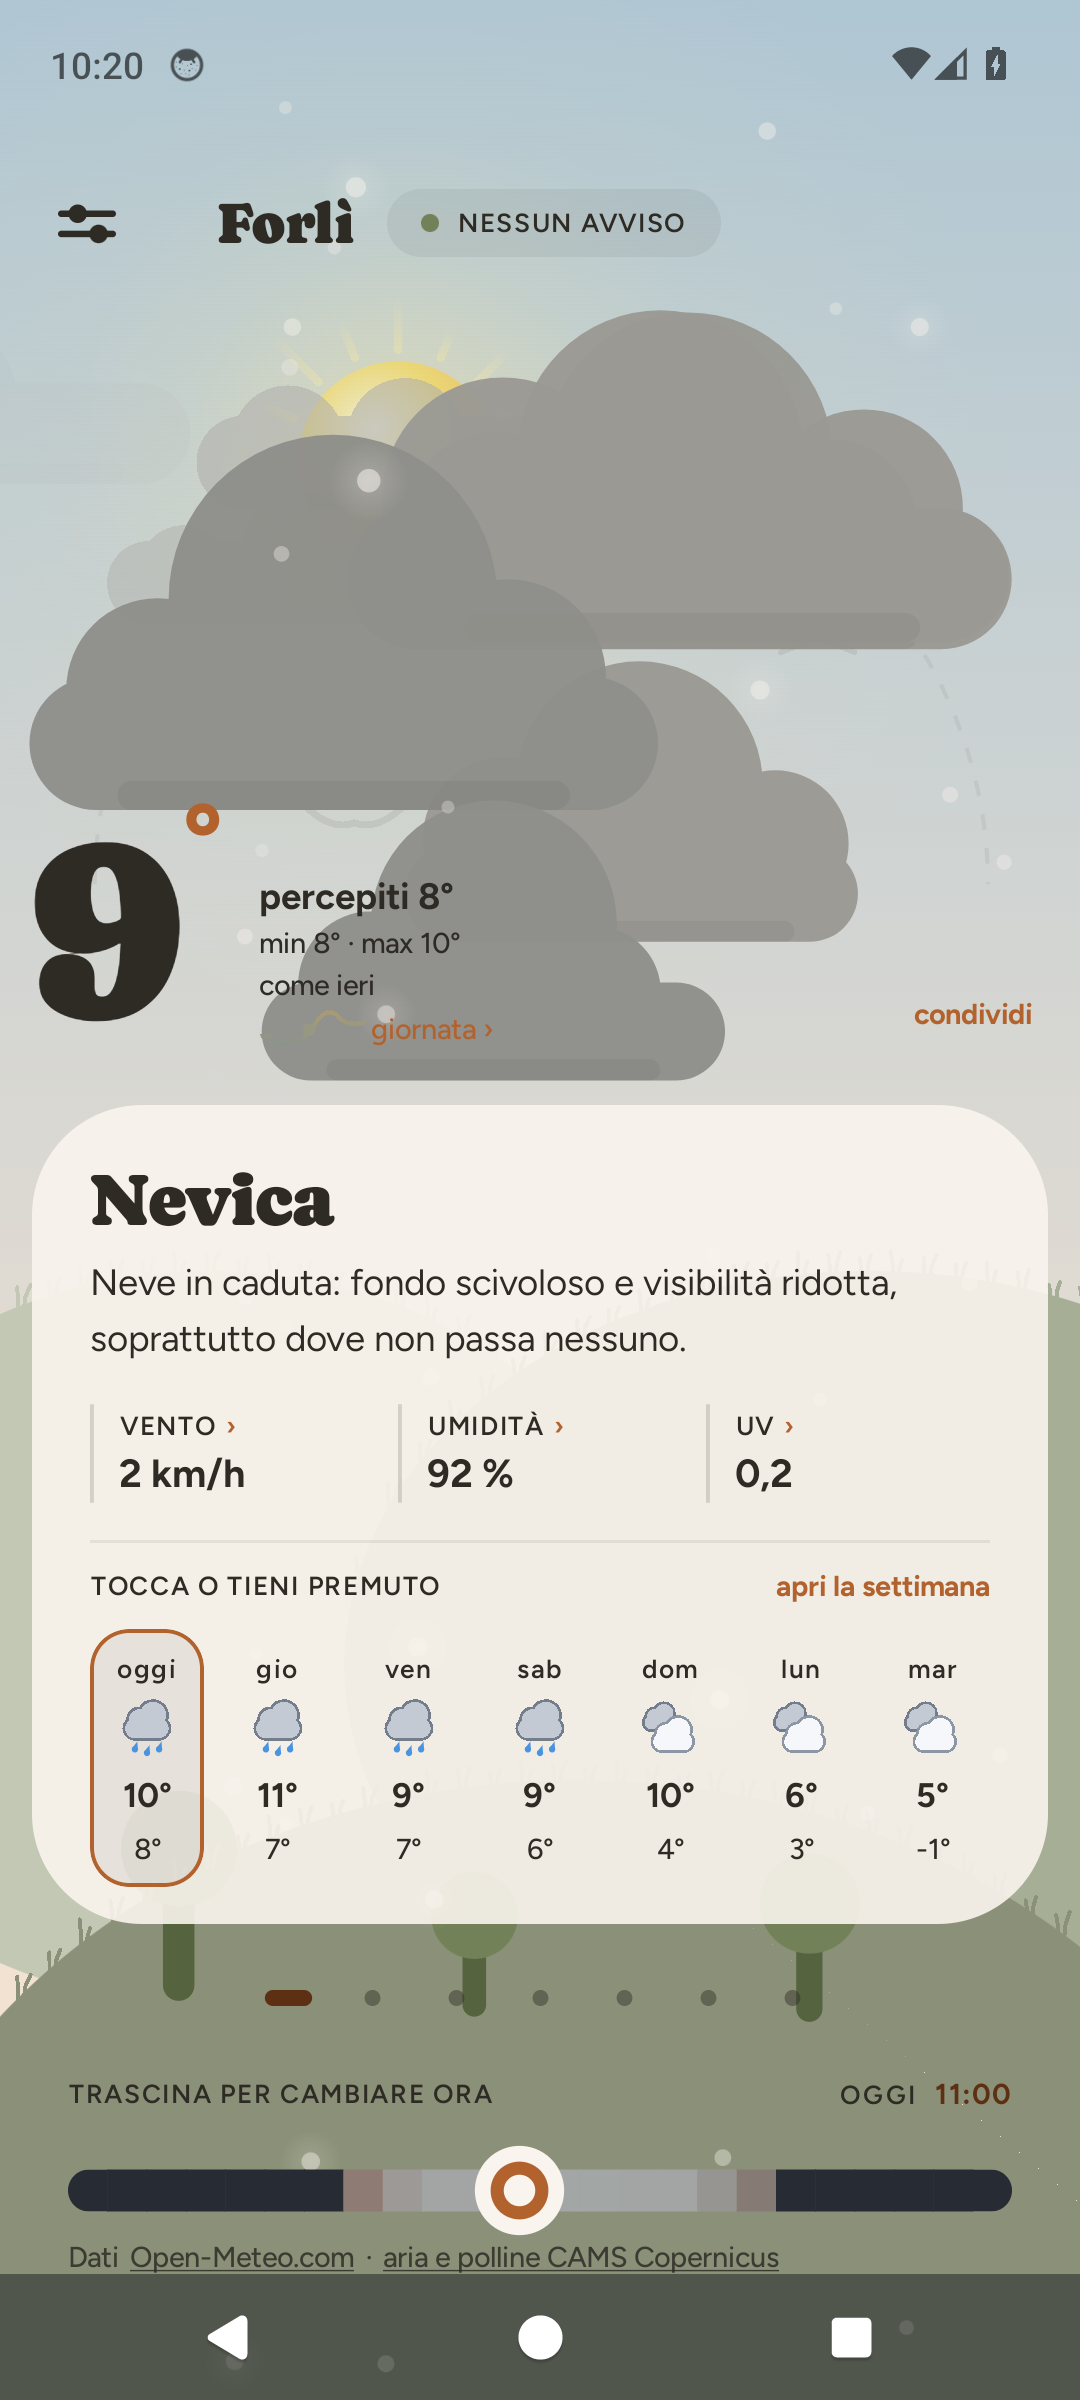 10:20
Forlì
NESSUN AVVISO
9°
percepiti 8°
min 8° · max 10°
come ieri
giornata ›
condividi
Nevica
Neve in caduta: fondo scivoloso e visibilità ridotta,
soprattutto dove non passa nessuno.
VENTO › UMIDITÀ › UV ›
2 km/h 92 % 0,2
TOCCA O TIENI PREMUTO apri la settimana
oggi gio ven sab dom lun mar
10° 11° 9° 9° 10° 6° 5°
8° 7° 7° 6° 4° 3° -1°
TRASCINA PER CAMBIARE ORA OGGI 11:00
Dati Open-Meteo.com · aria e polline CAMS Copernicus